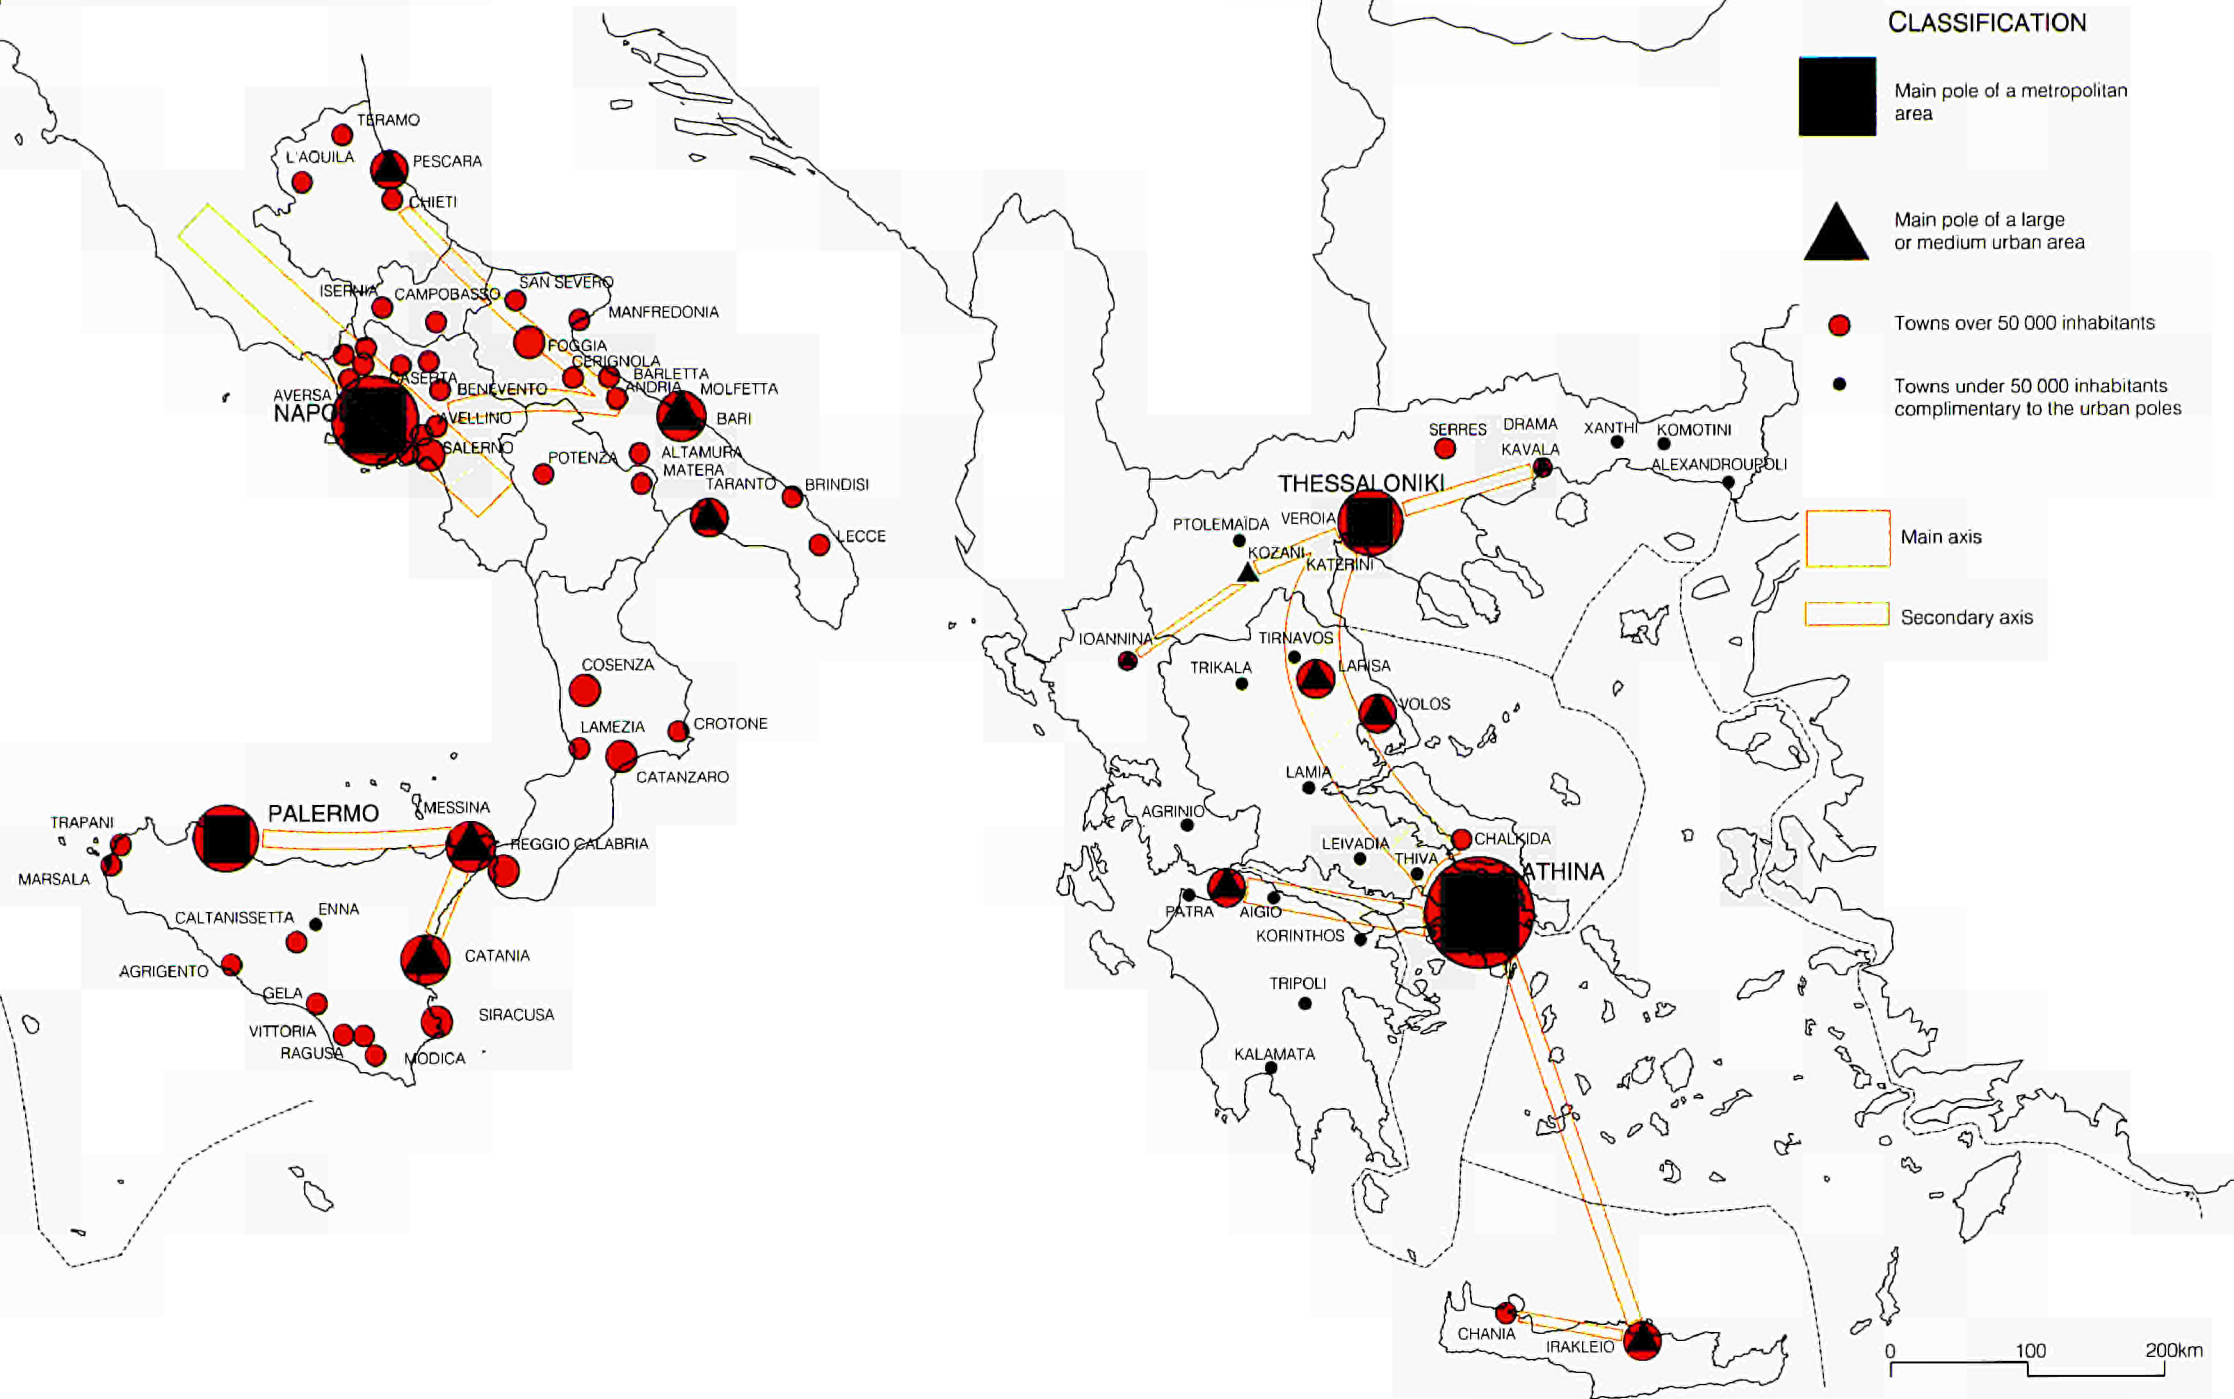 CLASSIFICATION
Main pole of a metropolitan
area
Main pole of a large
or medium urban area
Towns over 50 000 inhabitants
Towns under 50 000 inhabitants
complimentary to the urban poles
Main axis
Secondary axis
0 100 200km
TERAMO
L'AQUILA
PESCARA
CHIETI
ISERNIA
CAMPOBASSO
SAN SEVERO
MANFREDONIA
FOGGIA
CERIGNOLA
BARLETTA
ANDRIA
MOLFETTA
BARI
CASERTA
BENEVENTO
AVERSA
NAPO
AVELLINO
SALERNO
POTENZA
ALTAMURA
MATERA
TARANTO
BRINDISI
LECCE
COSENZA
LAMEZIA
CROTONE
CATANZARO
PALERMO
MESSINA
REGGIO CALABRIA
TRAPANI
MARSALA
CALTANISSETTA
ENNA
AGRIGENTO
CATANIA
GELA
SIRACUSA
VITTORIA
RAGUSA
MODICA
SERRES
DRAMA
XANTHI
KOMOTINI
KAVALA
ALEXANDROUPOLI
THESSALONIKI
PTOLEMAÏDA
VEROIA
KOZANI
KATERINI
IOANNINA
TIRNAVOS
TRIKALA
LARISA
VOLOS
LAMIA
AGRINIO
LEIVADIA
CHALKIDA
THIVA
ATHINA
PATRA
AIGIO
KORINTHOS
TRIPOLI
KALAMATA
CHANIA
IRAKLEIO